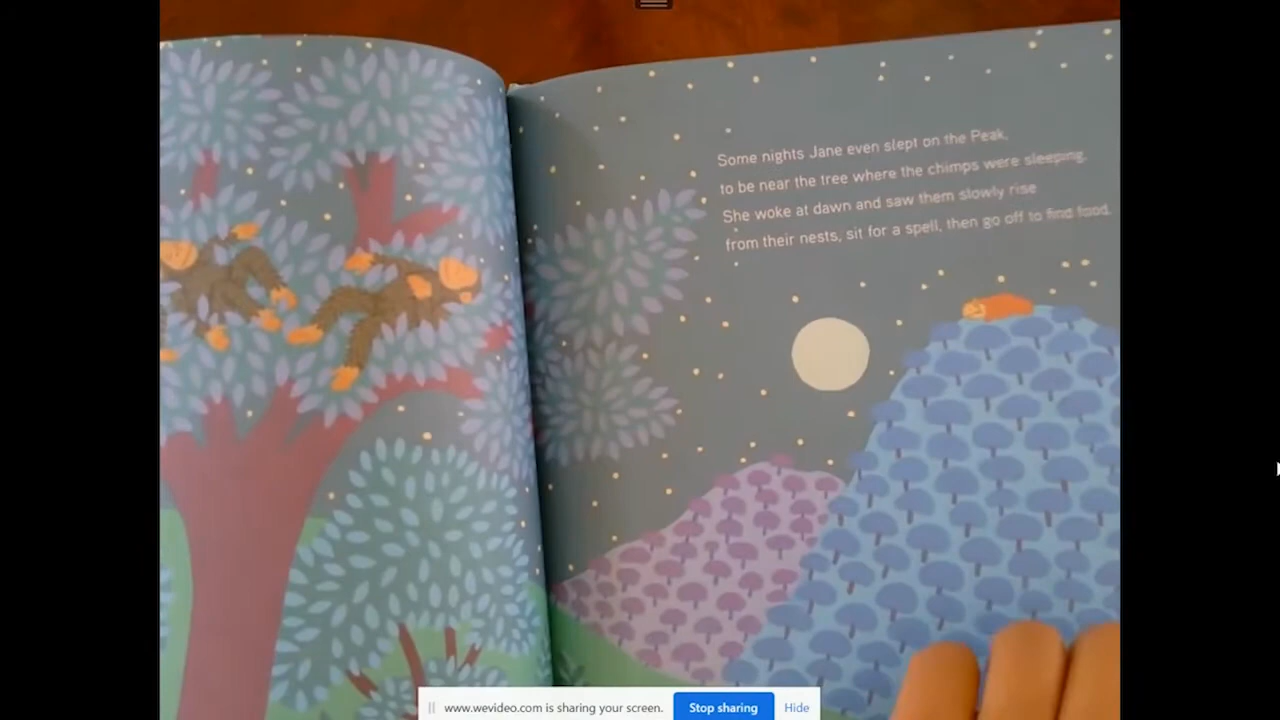 Some nights Jane even slept on the Peak,
to be near the tree where the chimps were sleeping.
She woke at dawn and saw them slowly rise
from their nests, sit for a spell, then go off to find food.
www.wevideo.com is sharing your screen.
Stop sharing
Hide